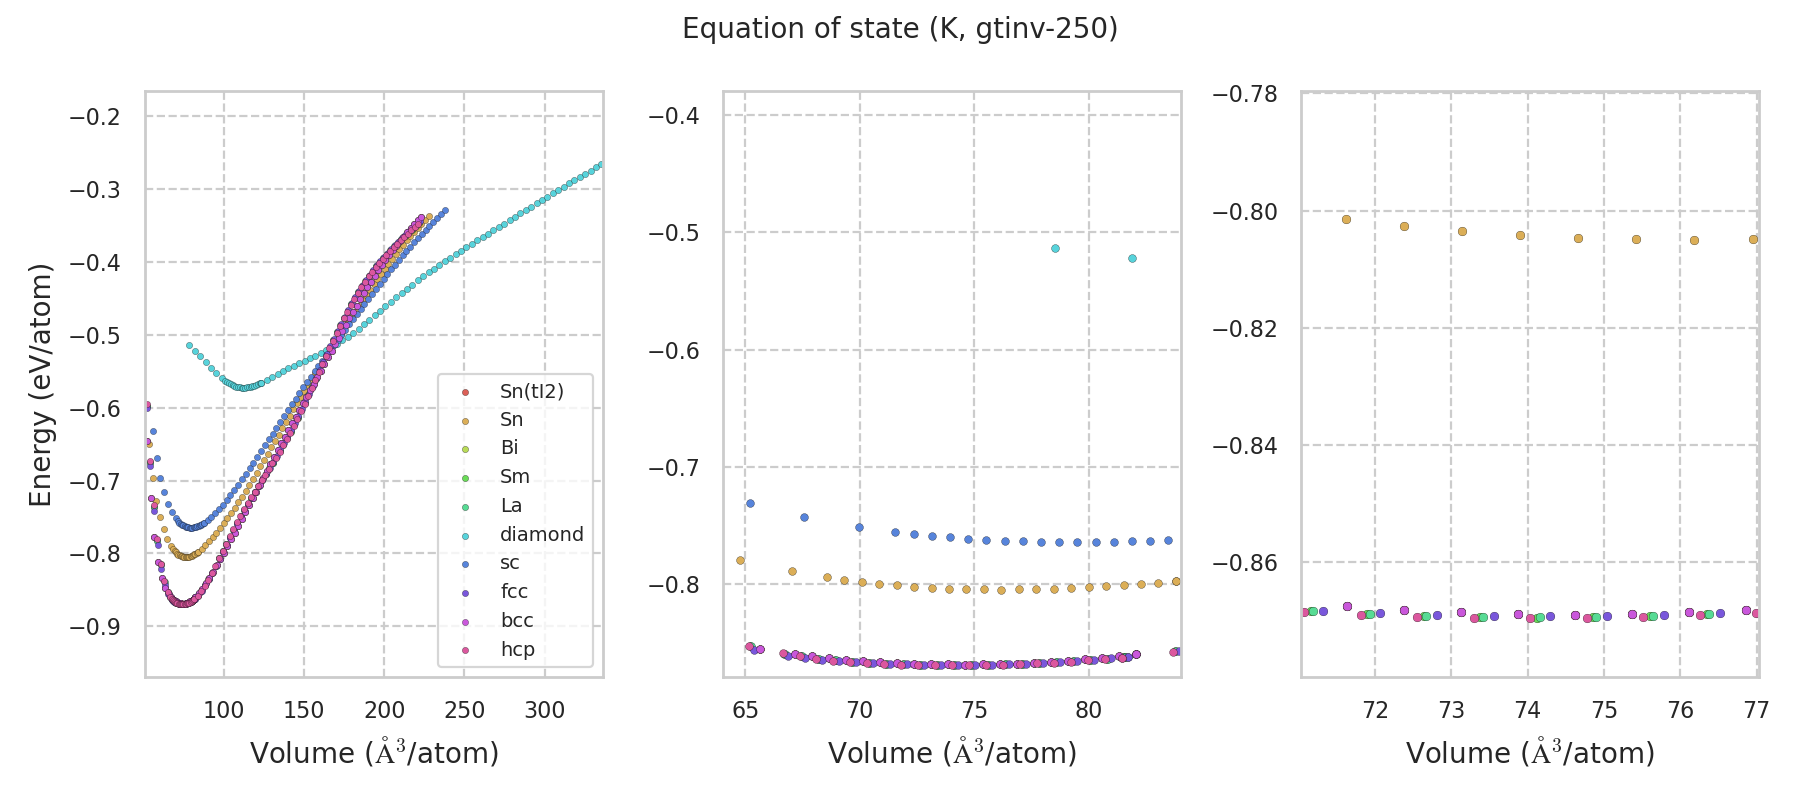 Equation of state (K, gtinv-250)
Energy (eV/atom)
−0.2
−0.3
−0.4
−0.5
−0.6
−0.7
−0.8
−0.9
100 150 200 250 300
Volume (Å³/atom)
Sn(tI2)
Sn
Bi
Sm
La
diamond
sc
fcc
bcc
hcp
−0.4
−0.5
−0.6
−0.7
−0.8
65 70 75 80
Volume (Å³/atom)
−0.78
−0.80
−0.82
−0.84
−0.86
72 73 74 75 76 77
Volume (Å³/atom)